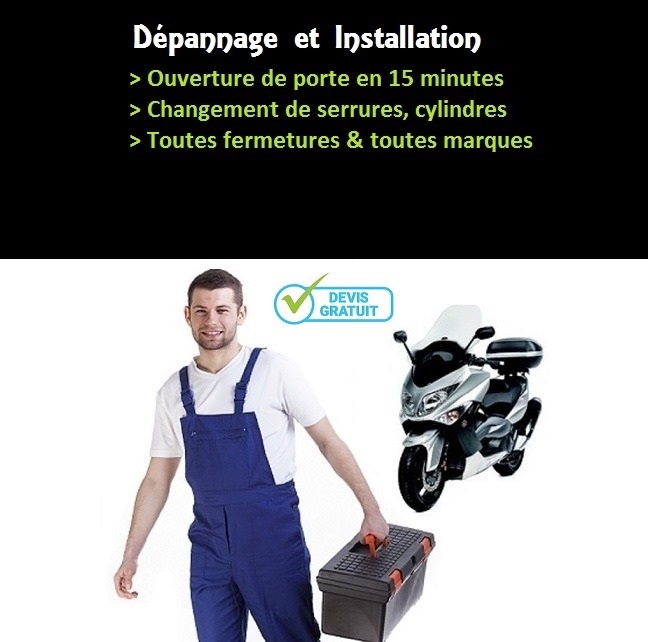 Dépannage et Installation
> Ouverture de porte en 15 minutes
> Changement de serrures, cylindres
> Toutes fermetures & toutes marques
DEVIS
GRATUIT